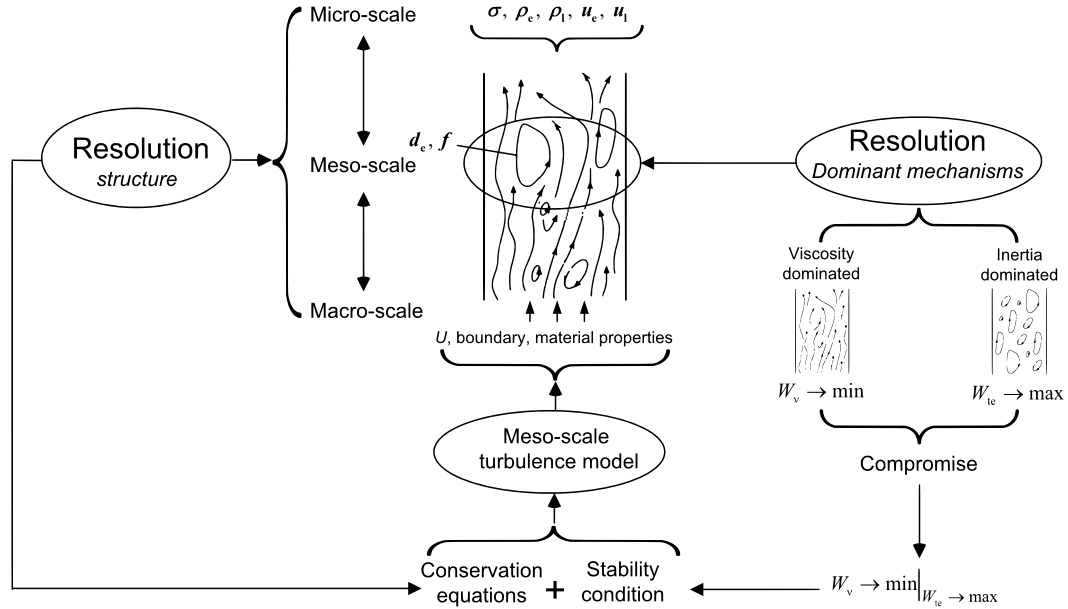 Micro-scale
σ, ρe, ρl, ue, ul
Resolution
structure
de, f
Meso-scale
Resolution
Dominant mechanisms
Viscosity
dominated
Inertia
dominated
Macro-scale
U, boundary, material properties
Wν → min
Wte → max
Meso-scale
turbulence model
Compromise
Conservation
equations
+
Stability
condition
Wν → min|Wte → max